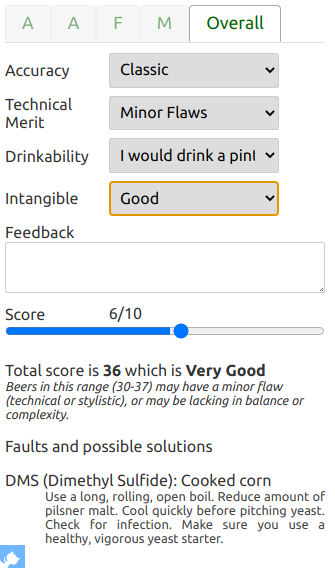 A A F M Overall
Accuracy Classic
Technical Merit Minor Flaws
Drinkability I would drink a pint
Intangible Good
Feedback
Score 6/10
Total score is 36 which is Very Good
Beers in this range (30-37) may have a minor flaw
(technical or stylistic), or may be lacking in balance or
complexity.
Faults and possible solutions
DMS (Dimethyl Sulfide): Cooked corn
Use a long, rolling, open boil. Reduce amount of
pilsner malt. Cool quickly before pitching yeast.
Check for infection. Make sure you use a
healthy, vigorous yeast starter.